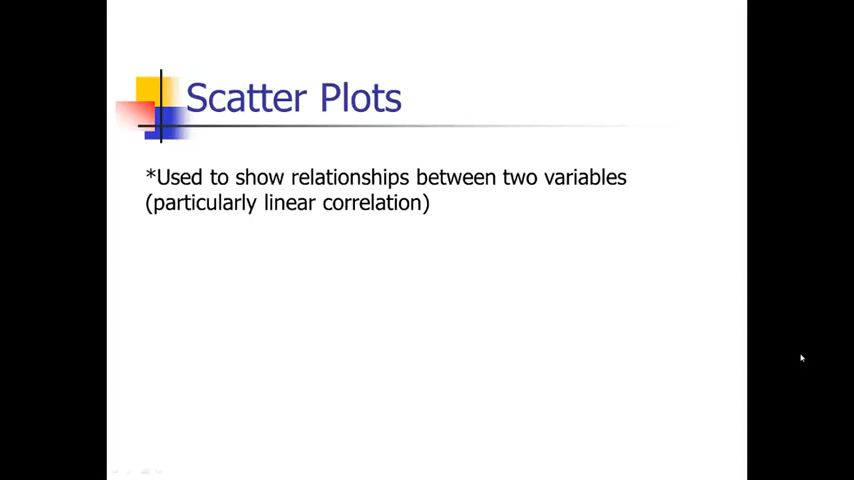 Scatter Plots
*Used to show relationships between two variables
(particularly linear correlation)